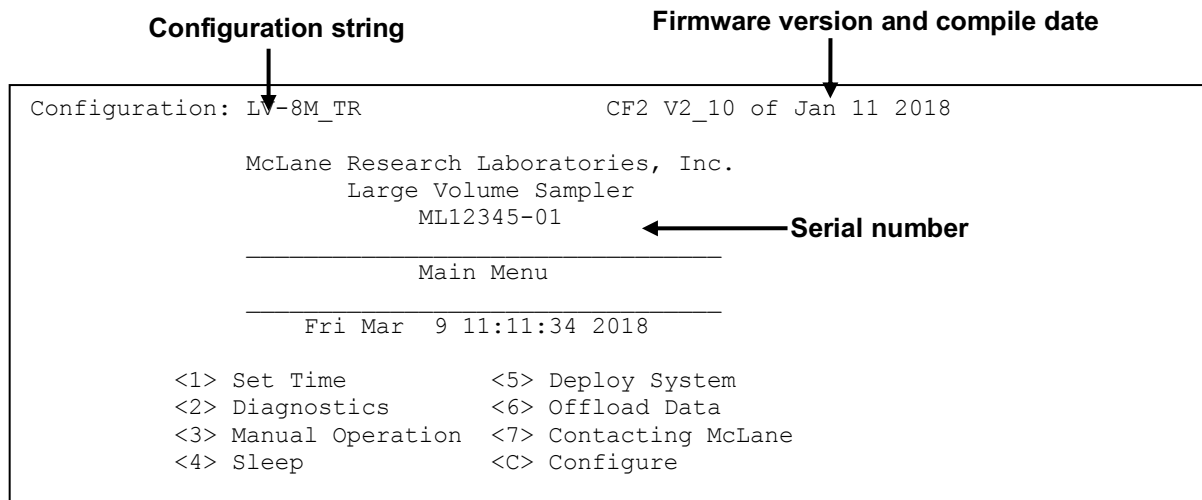 Configuration string
Firmware version and compile date
Configuration: LV-8M_TR CF2 V2_10 of Jan 11 2018
McLane Research Laboratories, Inc.
Large Volume Sampler
ML12345-01
Serial number
Main Menu
Fri Mar 9 11:11:34 2018
<1> Set Time <5> Deploy System
<2> Diagnostics <6> Offload Data
<3> Manual Operation <7> Contacting McLane
<4> Sleep <C> Configure